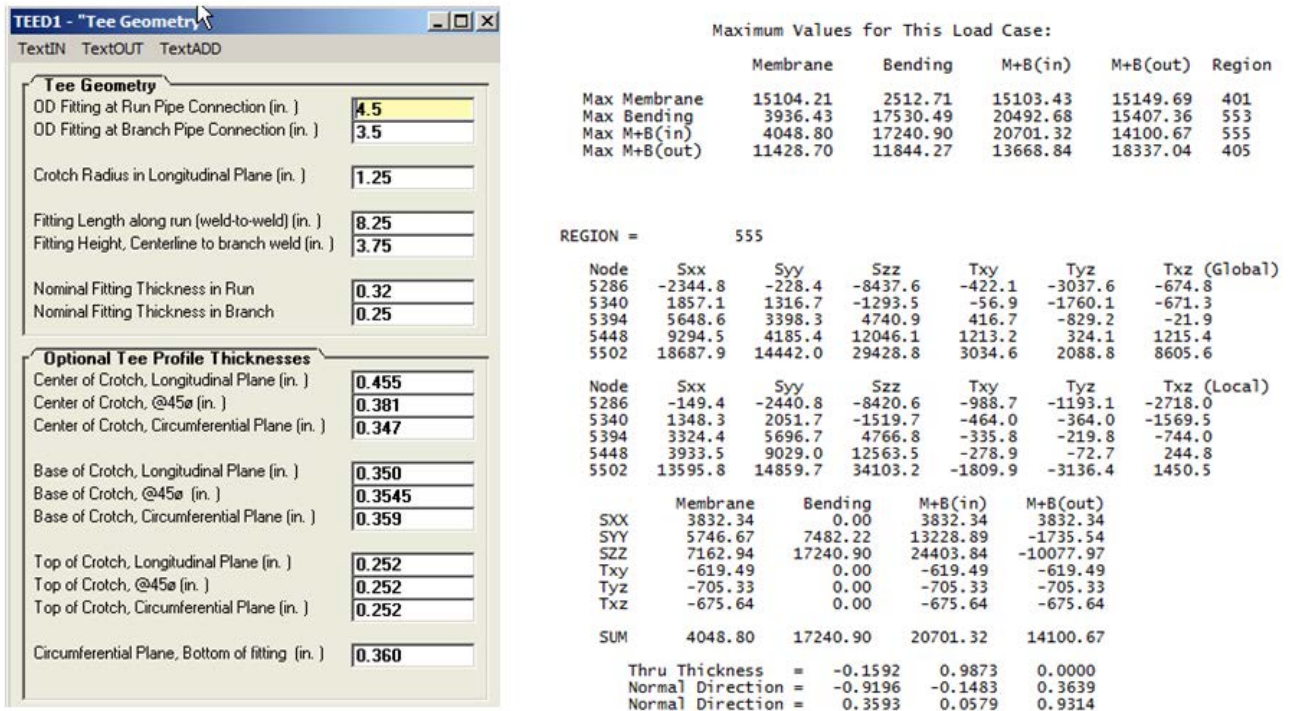 TEED1 - "Tee Geometry
TextIN TextOUT TextADD
Tee Geometry
OD Fitting at Run Pipe Connection (in. ) 4.5
OD Fitting at Branch Pipe Connection (in. ) 3.5
Crotch Radius in Longitudinal Plane (in. ) 1.25
Fitting Length along run (weld-to-weld) (in. ) 8.25
Fitting Height, Centerline to branch weld (in. ) 3.75
Nominal Fitting Thickness in Run 0.32
Nominal Fitting Thickness in Branch 0.25
Optional Tee Profile Thicknesses
Center of Crotch, Longitudinal Plane (in. ) 0.455
Center of Crotch, @45ø (in. ) 0.381
Center of Crotch, Circumferential Plane (in. ) 0.347
Base of Crotch, Longitudinal Plane (in. ) 0.350
Base of Crotch, @45ø (in. ) 0.3545
Base of Crotch, Circumferential Plane (in. ) 0.359
Top of Crotch, Longitudinal Plane (in. ) 0.252
Top of Crotch, @45ø (in. ) 0.252
Top of Crotch, Circumferential Plane (in. ) 0.252
Circumferential Plane, Bottom of fitting (in. ) 0.360
Maximum Values for This Load Case:
Membrane Bending M+B(in) M+B(out) Region
Max Membrane 15104.21 2512.71 15103.43 15149.69 401
Max Bending 3936.43 17530.49 20492.68 15407.36 553
Max M+B(in) 4048.80 17240.90 20701.32 14100.67 555
Max M+B(out) 11428.70 11844.27 13668.84 18337.04 405
REGION = 555
Node Sxx Syy Szz Txy Tyz Txz (Global)
5286 -2344.8 -228.4 -8437.6 -422.1 -3037.6 -674.8
5340 1857.1 1316.7 -1293.5 -56.9 -1760.1 -671.3
5394 5648.6 3398.3 4740.9 416.7 -829.2 -21.9
5448 9294.5 4185.4 12046.1 1213.2 324.1 1215.4
5502 18687.9 14442.0 29428.8 3034.6 2088.8 8605.6
Node Sxx Syy Szz Txy Tyz Txz (Local)
5286 -149.4 -2440.8 -8420.6 -988.7 -1193.1 -2718.0
5340 1348.3 2051.7 -1519.7 -464.0 -364.0 -1569.5
5394 3324.4 5696.7 4766.8 -335.8 -219.8 -744.0
5448 3933.5 9029.0 12563.5 -278.9 -72.7 244.8
5502 13595.8 14859.7 34103.2 -1809.9 -3136.4 1450.5
Membrane Bending M+B(in) M+B(out)
SXX 3832.34 0.00 3832.34 3832.34
SYY 5746.67 7482.22 13228.89 -1735.54
SZZ 7162.94 17240.90 24403.84 -10077.97
Txy -619.49 0.00 -619.49 -619.49
Tyz -705.33 0.00 -705.33 -705.33
Txz -675.64 0.00 -675.64 -675.64
SUM 4048.80 17240.90 20701.32 14100.67
Thru Thickness = -0.1592 0.9873 0.0000
Normal Direction = -0.9196 -0.1483 0.3639
Normal Direction = 0.3593 0.0579 0.9314